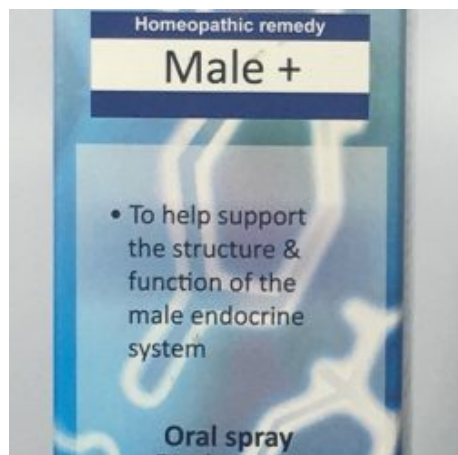 Homeopathic remedy
Male +
• To help support
the structure &
function of the
male endocrine
system
Oral spray